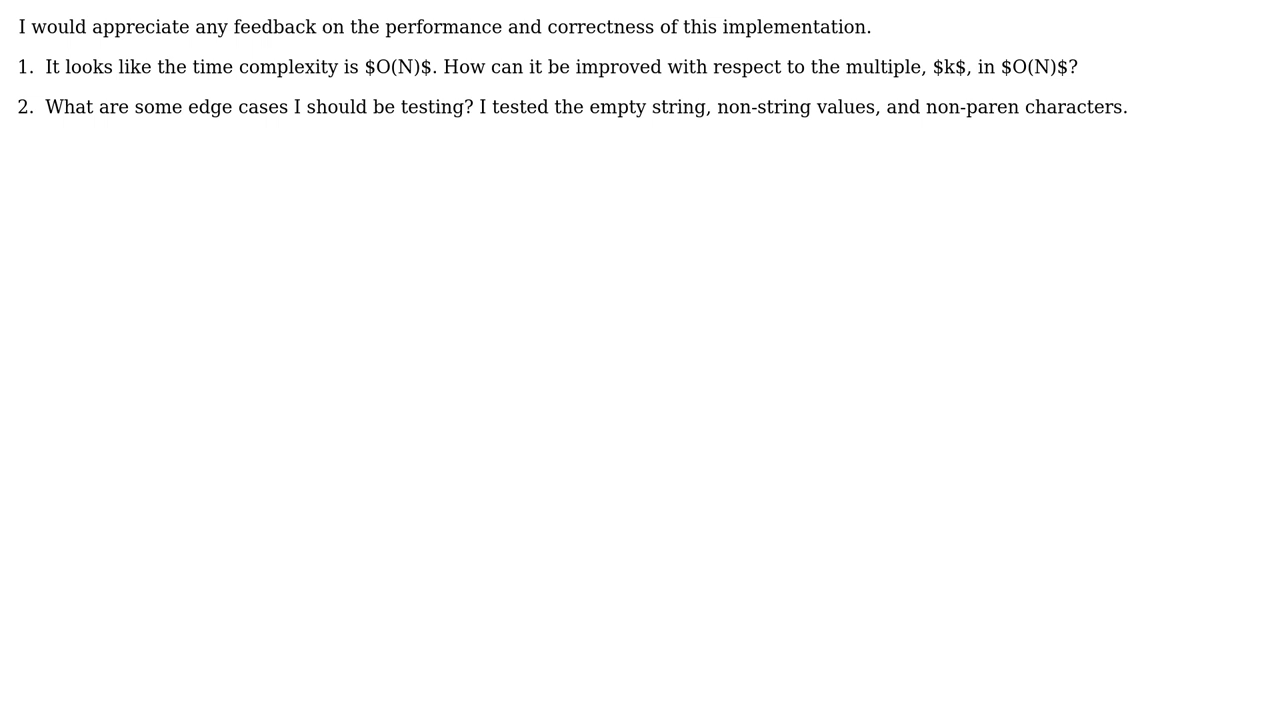 I would appreciate any feedback on the performance and correctness of this implementation.
1. It looks like the time complexity is $O(N)$. How can it be improved with respect to the multiple, $k$, in $O(N)$?
2. What are some edge cases I should be testing? I tested the empty string, non-string values, and non-paren characters.